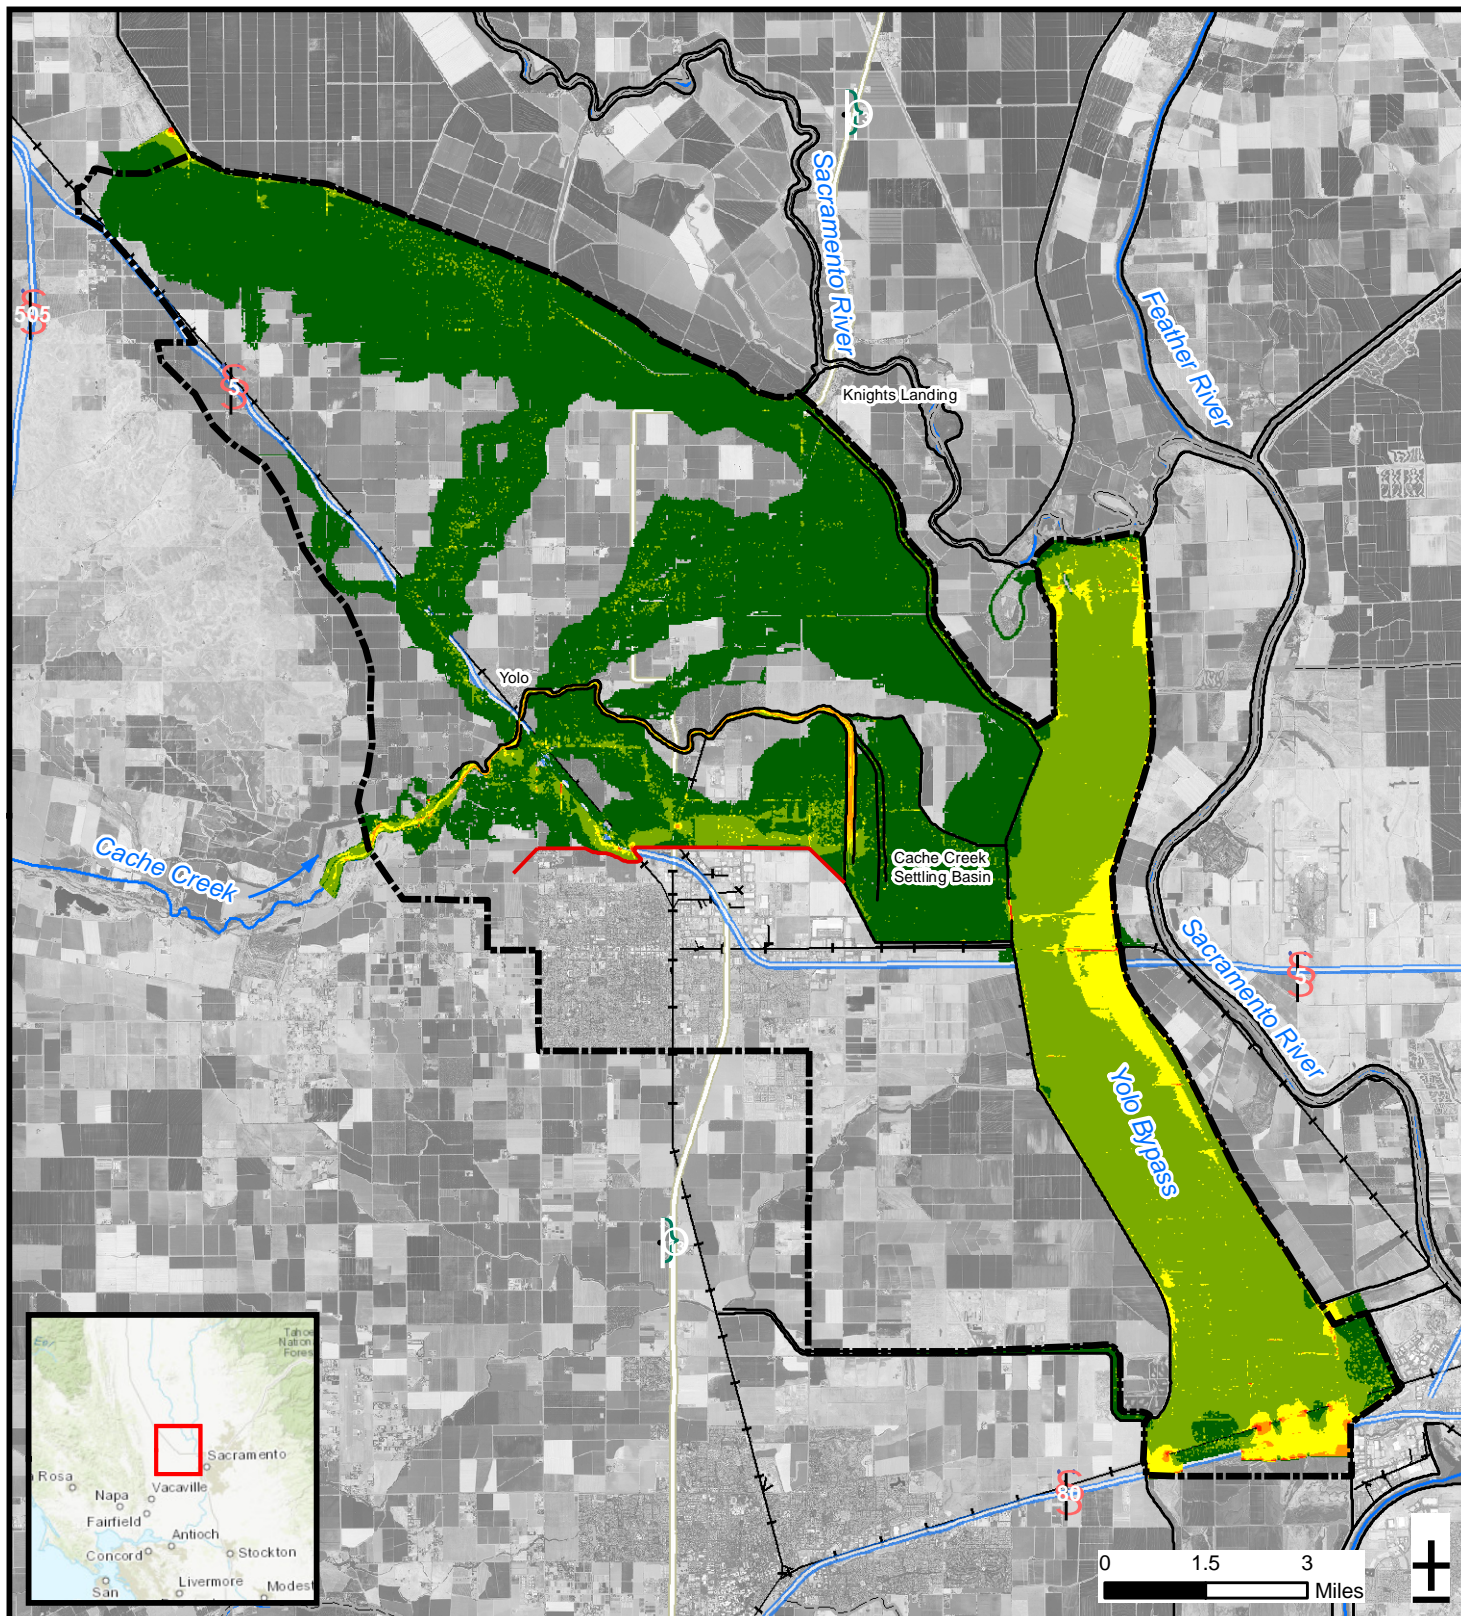 Sacramento River
Feather River
505
5
Knights Landing
Yolo
Cache Creek
Cache Creek
Settling Basin
Sacramento River
5
Yolo Bypass
80
Tahoe
Sacramento
Rosa
Vacaville
Napa
Fairfield
Antioch
Concord
Stockton
San
Livermore
Modest
0 1.5 3
Miles